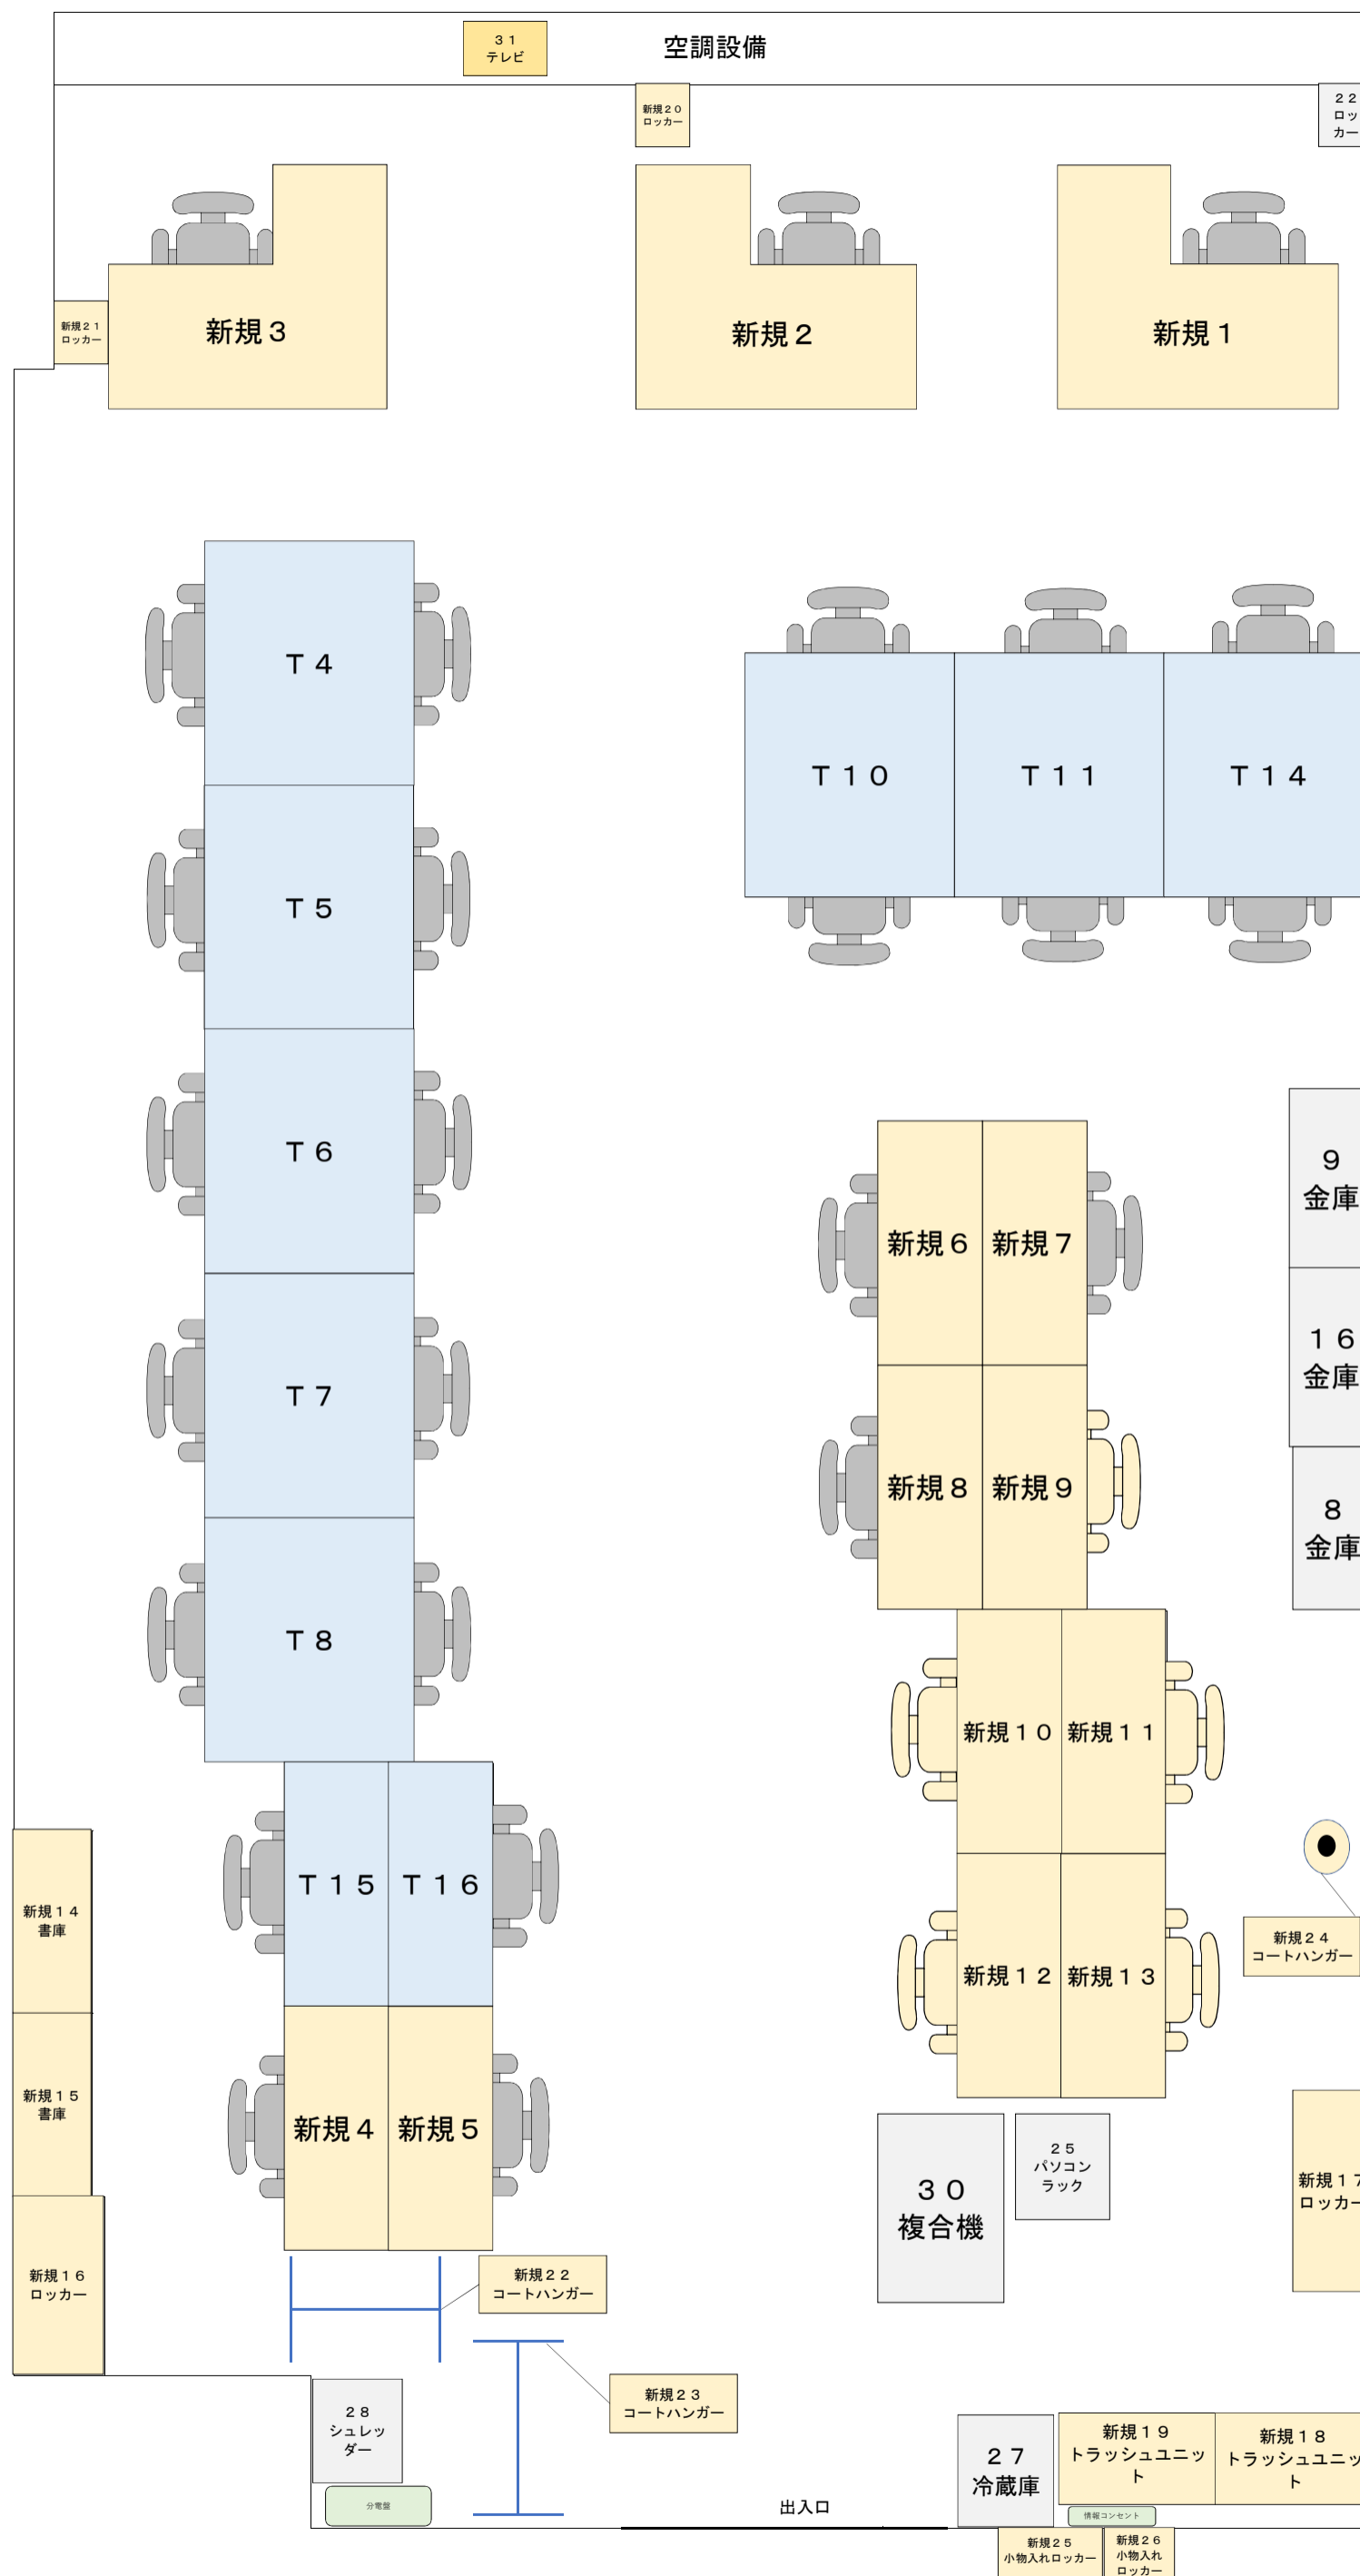 ３１
テレビ
空調設備
新規２０
ロッカー
２２
ロッ
カー
新規３
新規２
新規１
新規２１
ロッカー
Ｔ４
Ｔ１０
Ｔ１１
Ｔ１４
Ｔ５
Ｔ６
９
金庫
新規６
新規７
１６
金庫
Ｔ７
新規８
新規９
８
金庫
Ｔ８
新規１０
新規１１
Ｔ１５
Ｔ１６
新規１４
書庫
新規２４
コートハンガー
新規１２
新規１３
新規１５
書庫
新規４
新規５
２５
パソコン
ラック
３０
複合機
新規１７
ロッカー
新規１６
ロッカー
新規２２
コートハンガー
新規２３
コートハンガー
２８
シュレッ
ダー
分電盤
出入口
２７
冷蔵庫
新規１９
トラッシュユニッ
ト
新規１８
トラッシュユニッ
ト
情報コンセント
新規２５
小物入れロッカー
新規２６
小物入れ
ロッカー